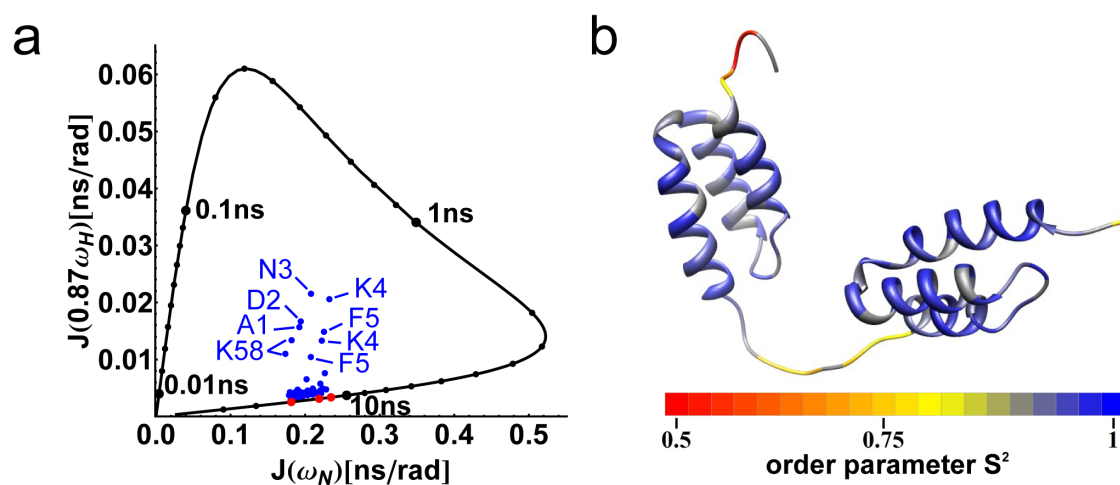 a
J(0.87ωH)[ns/rad]
0.06
0.05
0.04
0.03
0.02
0.01
0.1ns
1ns
N3
K4
D2
F5
A1
K4
K58
F5
0.01ns
10ns
0.0
0.1
0.2
0.3
0.4
0.5
J(ωN)[ns/rad]
b
0.5
0.75
1
order parameter S²